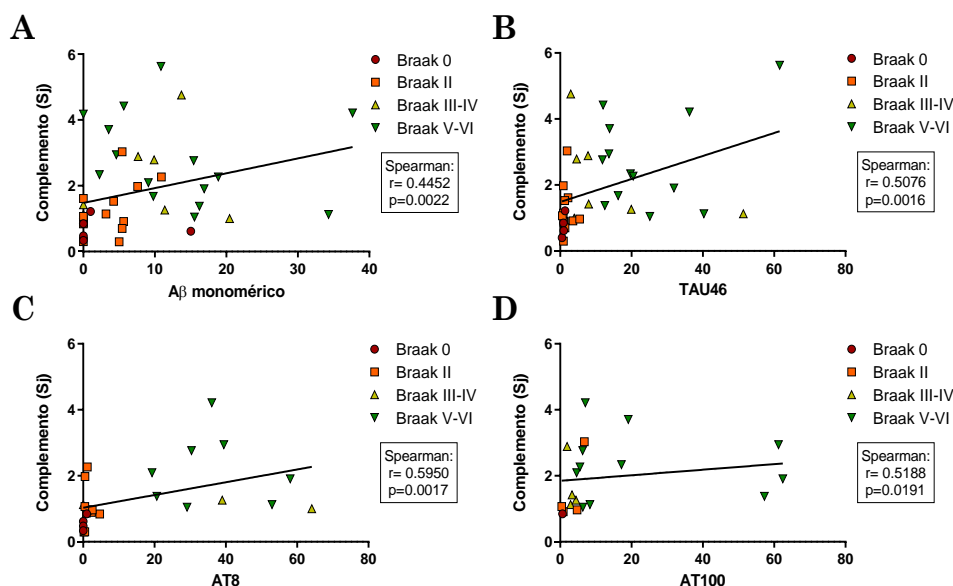 A
Complemento (Sj)
6
4
2
0
0
10
20
30
40
Aβ monomérico
Braak 0
Braak II
Braak III-IV
Braak V-VI
Spearman:
r= 0.4452
p=0.0022
B
Complemento (Sj)
6
4
2
0
0
20
40
60
80
TAU46
Braak 0
Braak II
Braak III-IV
Braak V-VI
Spearman:
r= 0.5076
p=0.0016
C
Complemento (Sj)
6
4
2
0
0
20
40
60
80
AT8
Braak 0
Braak II
Braak III-IV
Braak V-VI
Spearman:
r= 0.5950
p=0.0017
D
Complemento (Sj)
6
4
2
0
0
20
40
60
80
AT100
Braak 0
Braak II
Braak III-IV
Braak V-VI
Spearman:
r= 0.5188
p=0.0191